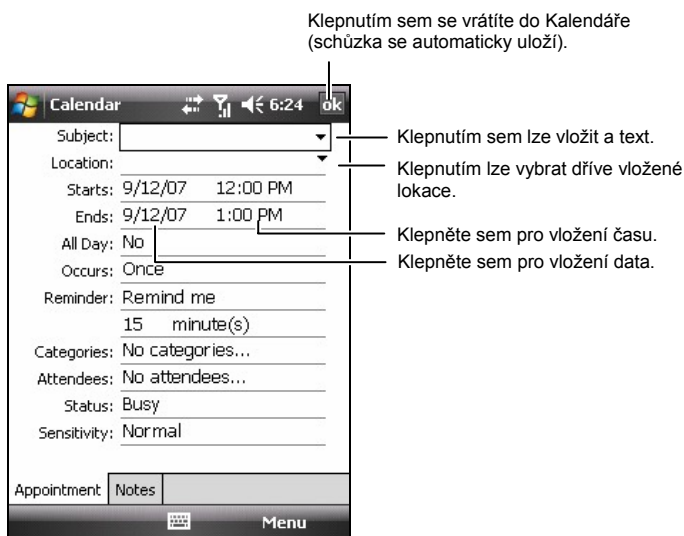 Klepnutím sem se vrátíte do Kalendáře
(schůzka se automaticky uloží).
Calendar 6:24 ok
Subject:
Klepnutím sem lze vložit a text.
Location:
Klepnutím lze vybrat dříve vložené
lokace.
Starts: 9/12/07 12:00 PM
Ends: 9/12/07 1:00 PM
Klepněte sem pro vložení času.
All Day: No
Klepněte sem pro vložení data.
Occurs: Once
Reminder: Remind me
15 minute(s)
Categories: No categories...
Attendees: No attendees...
Status: Busy
Sensitivity: Normal
Appointment Notes
Menu